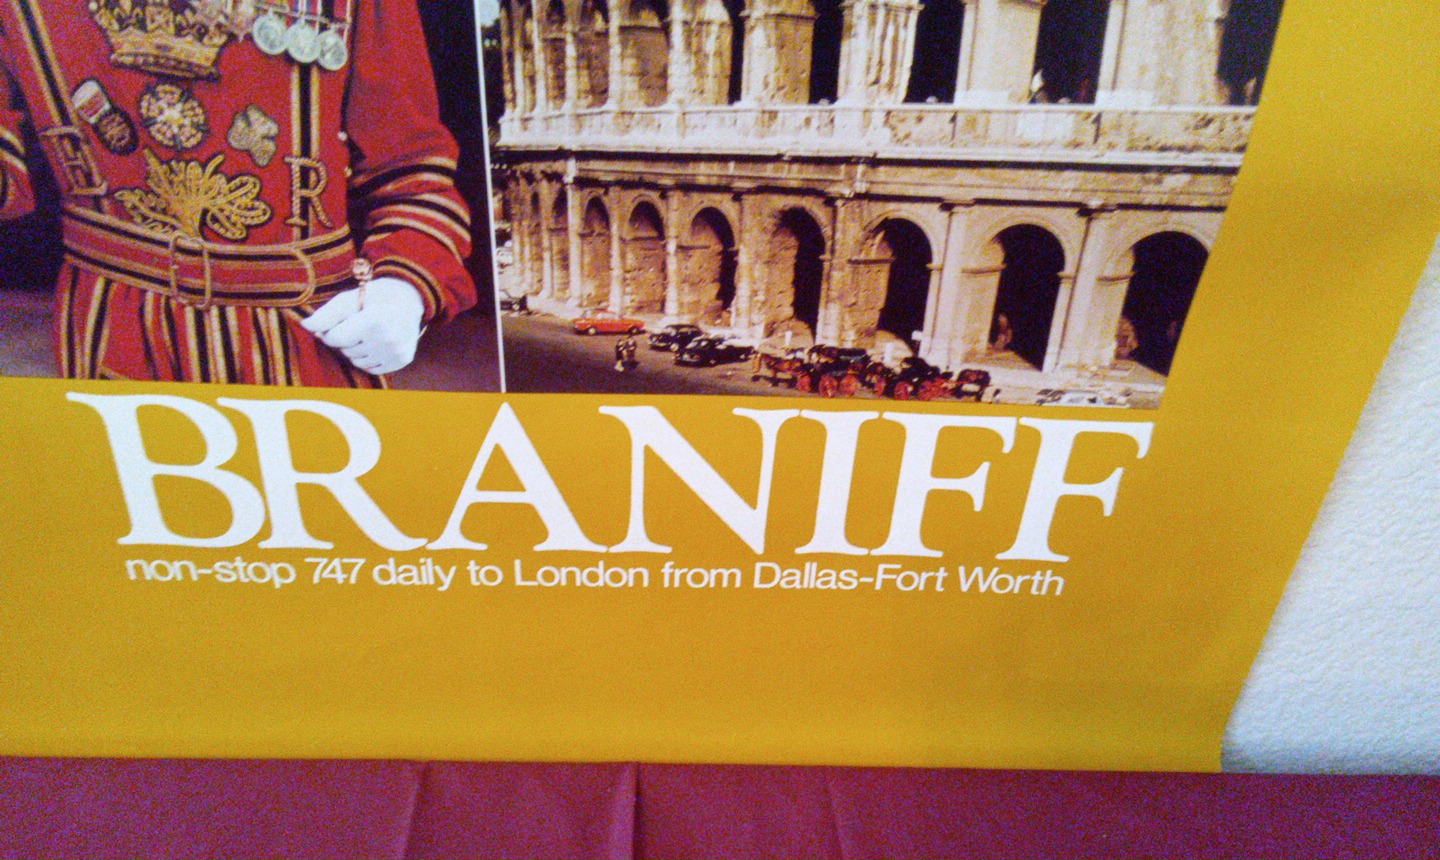 H R
BRANIFF
non-stop 747 daily to London from Dallas-Fort Worth